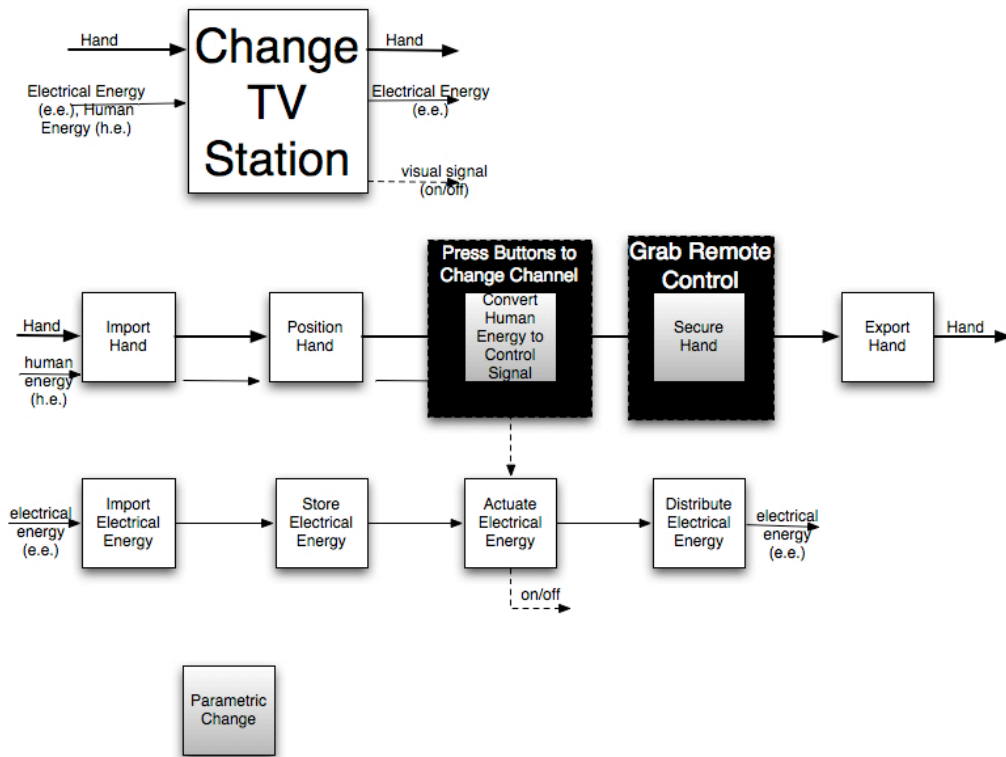 Hand
Electrical Energy
(e.e.), Human
Energy (h.e.)
Change
TV
Station
Hand
Electrical Energy
(e.e.)
visual signal
(on/off)
Hand
human
energy
(h.e.)
Import
Hand
Position
Hand
Press Buttons to
Change Channel
Convert
Human
Energy to
Control
Signal
Grab Remote
Control
Secure
Hand
Export
Hand
Hand
electrical
energy
(e.e.)
Import
Electrical
Energy
Store
Electrical
Energy
Actuate
Electrical
Energy
Distribute
Electrical
Energy
electrical
energy
(e.e.)
on/off
Parametric
Change